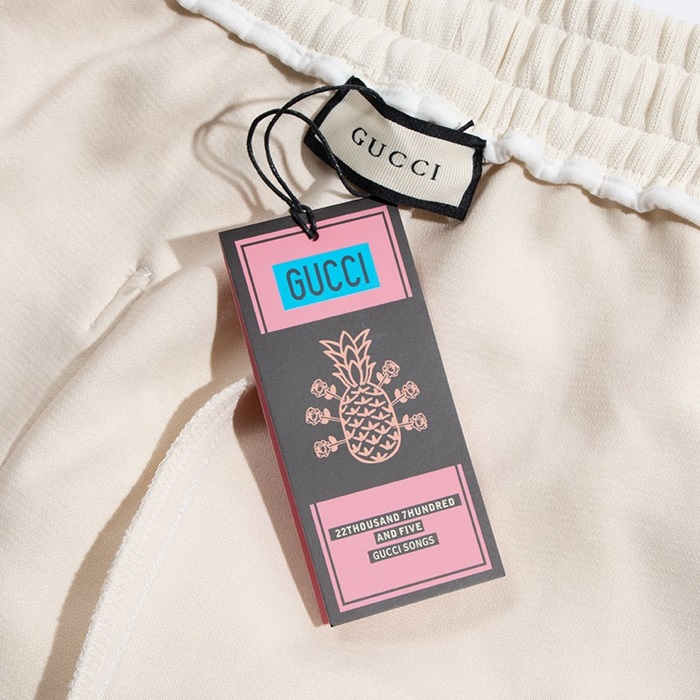 GUCCI
GUCCI
22THOUSAND 7HUNDRED
AND FIVE
GUCCI SONGS